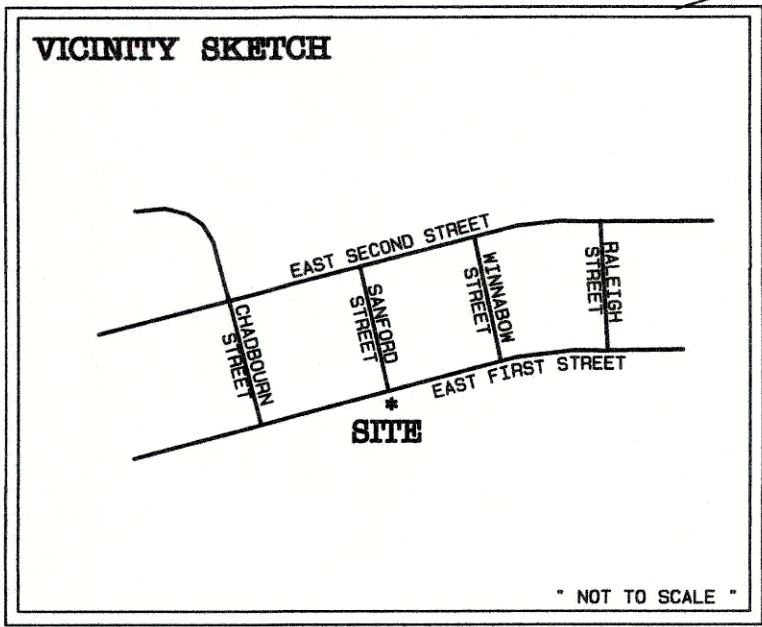 VICINITY SKETCH
EAST SECOND STREET
CHADBOURN
STREET
SANFORD
STREET
WINNABOW
STREET
RALEIGH
STREET
EAST FIRST STREET
*
SITE
" NOT TO SCALE "